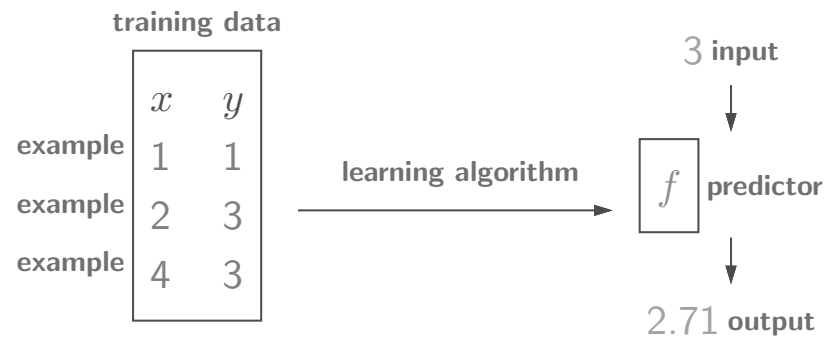 training data
x y
example 1 1
example 2 3
example 4 3
learning algorithm
3 input
f predictor
2.71 output